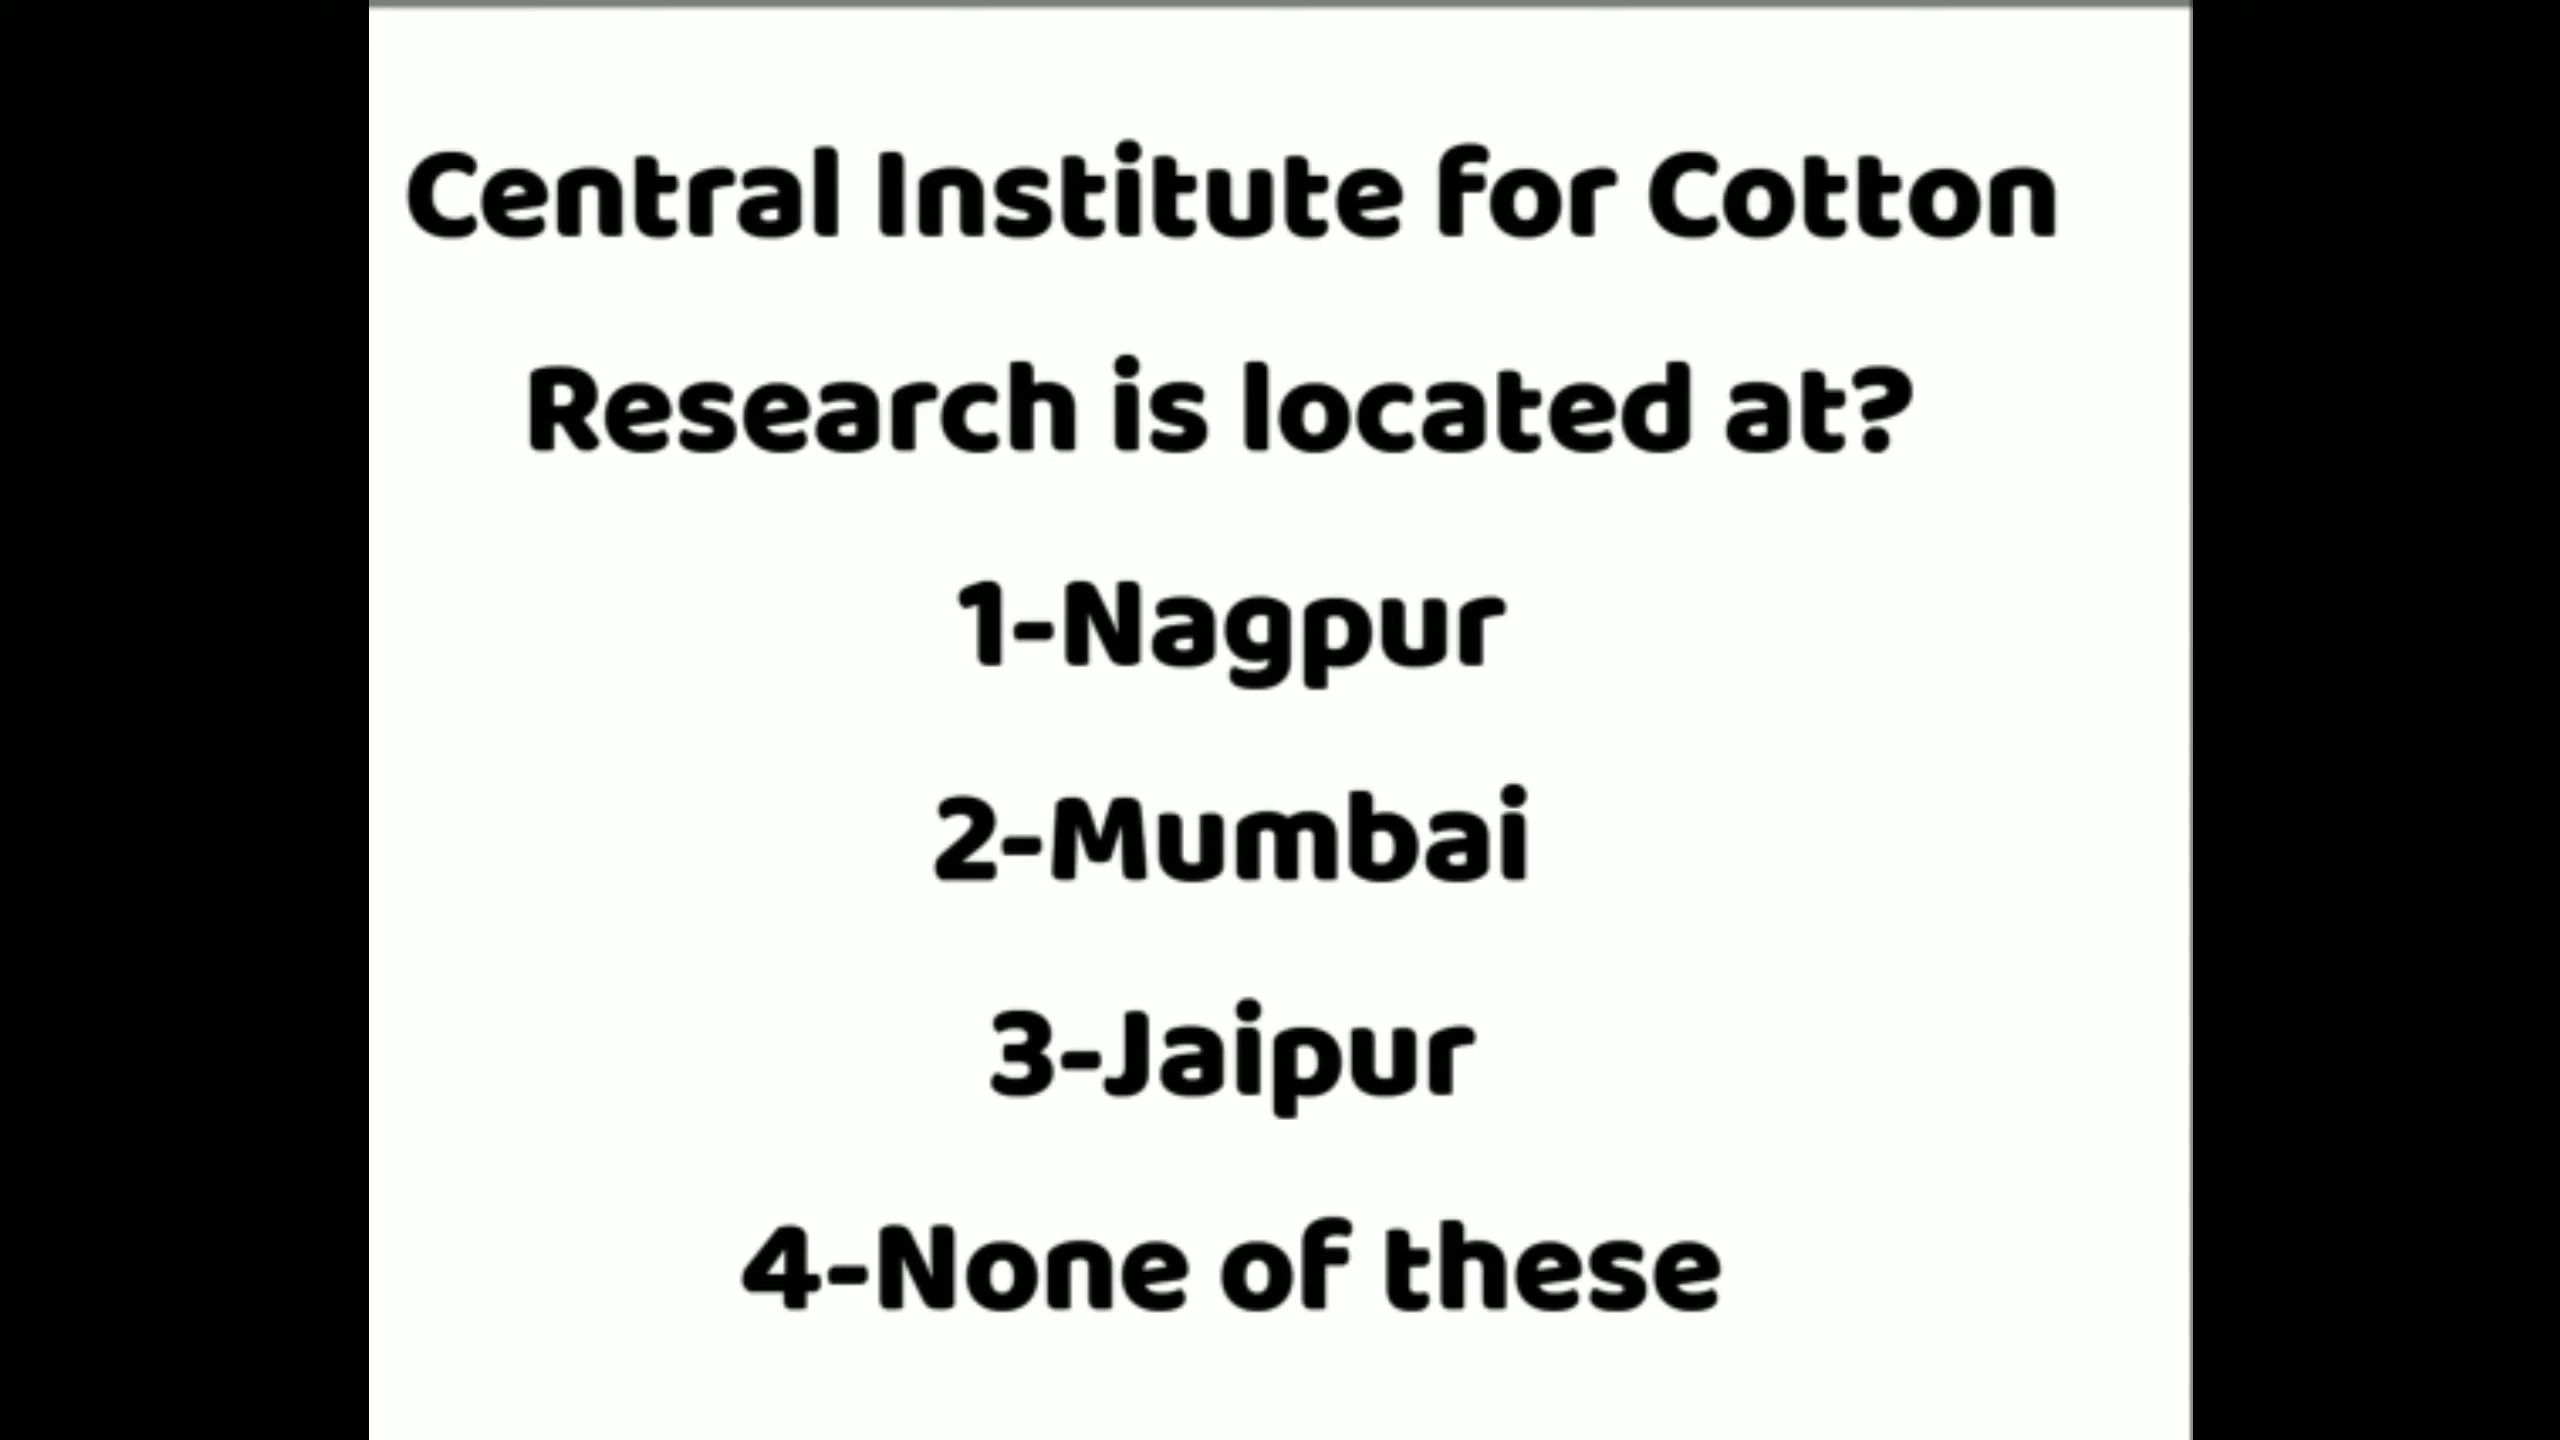 Central Institute for Cotton
Research is located at?
1-Nagpur
2-Mumbai
3-Jaipur
4-None of these